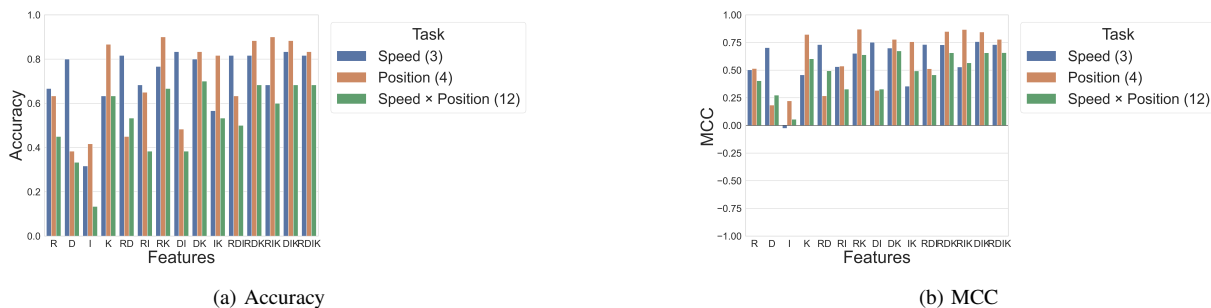 1.0
0.8
0.6
0.4
0.2
0.0
Accuracy
R D I K RD RI RK DI DK IK RDI RDK RIK DIK RDIK
Features
Task
Speed (3)
Position (4)
Speed × Position (12)
(a) Accuracy
1.00
0.75
0.50
0.25
0.00
−0.25
−0.50
−0.75
−1.00
MCC
R D I K RD RI RK DI DK IK RDI RDK RIK DIK RDIK
Features
Task
Speed (3)
Position (4)
Speed × Position (12)
(b) MCC